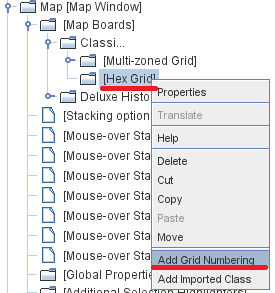 Map [Map Window]
[Map Boards]
Classi...
[Multi-zoned Grid]
[Hex Grid]
Deluxe Histo
[Stacking option
[Mouse-over Sta
[Mouse-over Sta
[Mouse-over Sta
[Mouse-over Sta
[Mouse-over Sta
[Mouse-over Sta
[Mouse-over Sta
[Global Propertie
[Additional Selection Highlighters]
Properties
Translate
Help
Delete
Cut
Copy
Paste
Move
Add Grid Numbering
Add Imported Class